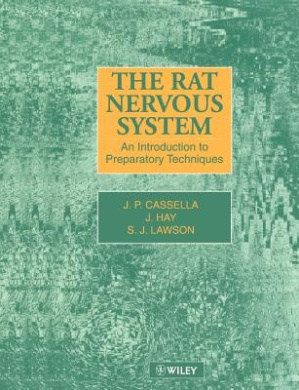 THE RAT
NERVOUS
SYSTEM
An Introduction to
Preparatory Techniques
J. P. CASSELLA
J. HAY
S. J. LAWSON
WILEY